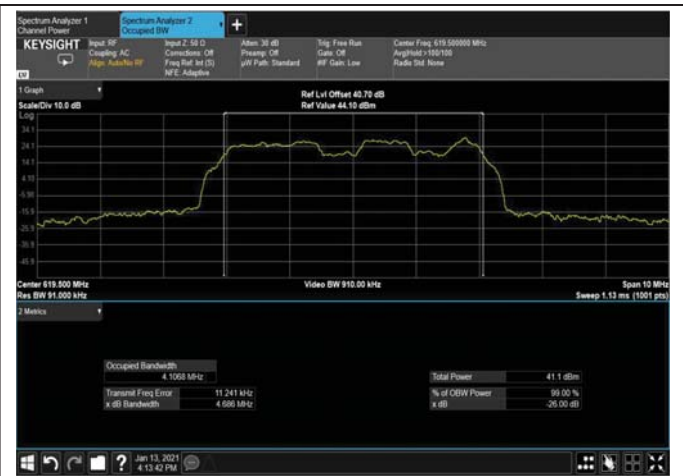 Spectrum Analyzer 1
Channel Power
Spectrum Analyzer 2
Occupied BW
+
KEYSIGHT
Input: RF
Coupling: AC
Align: Auto/No RF
Input Z: 50 Ω
Corrections: Off
Freq Ref: Int (S)
NFE: Adaptive
Atten: 30 dB
Preamp: Off
µW Path: Standard
Trig: Free Run
Gate: Off
#IF Gain: Low
Center Freq: 619.500000 MHz
Avg|Hold:>100/100
Radio Std: None
1 Graph
Scale/Div 10.0 dB
Ref Lvl Offset 40.70 dB
Ref Value 44.10 dBm
Log
34.1
24.1
14.1
4.10
-5.90
-15.9
-25.9
-35.9
-45.9
Center 619.500 MHz
Res BW 91.000 kHz
Video BW 910.00 kHz
Span 10 MHz
Sweep 1.13 ms (1001 pts)
2 Metrics
Occupied Bandwidth
4.1068 MHz
Transmit Freq Error 11.241 kHz
x dB Bandwidth 4.686 MHz
Total Power 41.1 dBm
% of OBW Power 99.00 %
x dB -26.00 dB
?
Jan 13, 2021
4:13:42 PM